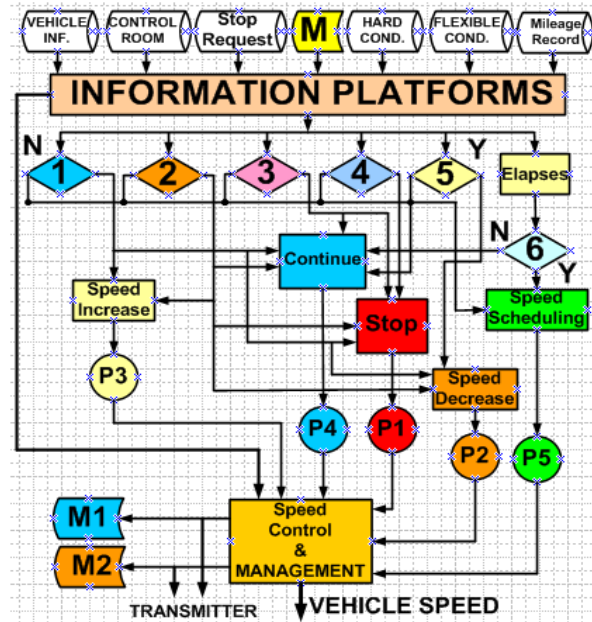 VEHICLE
INF.
CONTROL
ROOM
Stop
Request
M
HARD
COND.
FLEXIBLE
COND.
Mileage
Record
INFORMATION PLATFORMS
N
1
2
3
4
5
Y
Elapses
N
6
Y
Continue
Speed
Increase
Stop
Speed
Scheduling
P3
Speed
Decrease
P4
P1
P2
P5
M1
Speed
Control
&
MANAGEMENT
M2
TRANSMITTER
VEHICLE SPEED